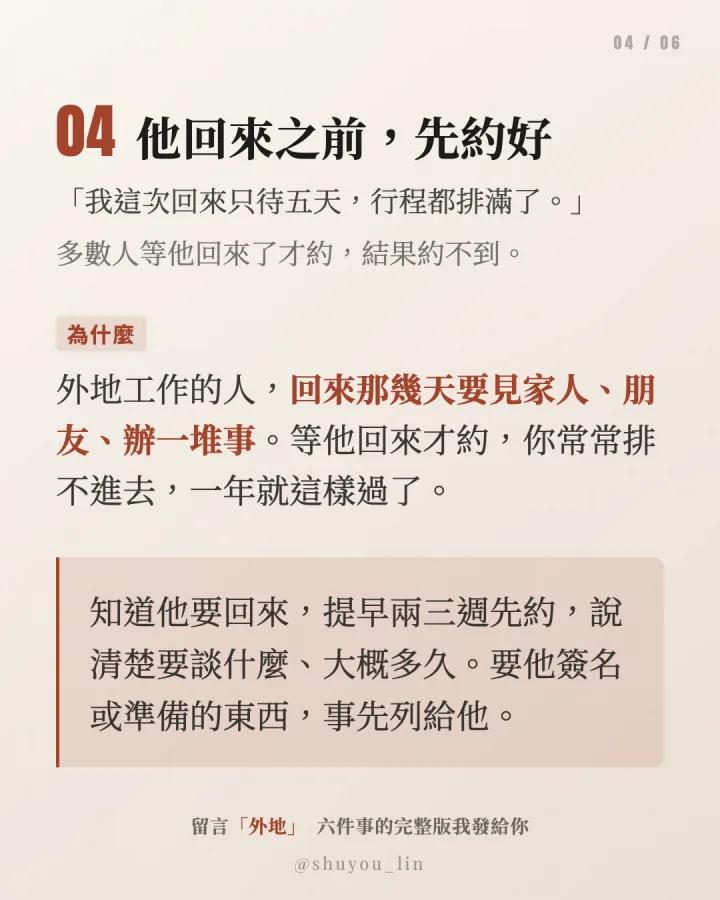 04 / 06
04 他回來之前，先約好
「我這次回來只待五天，行程都排滿了。」
多數人等他回來了才約，結果約不到。
為什麼
外地工作的人，回來那幾天要見家人、朋
友、辦一堆事。等他回來才約，你常常排
不進去，一年就這樣過了。
知道他要回來，提早兩三週先約，說
清楚要談什麼、大概多久。要他簽名
或準備的東西，事先列給他。
留言「外地」 六件事的完整版我發給你
@shuyou_lin